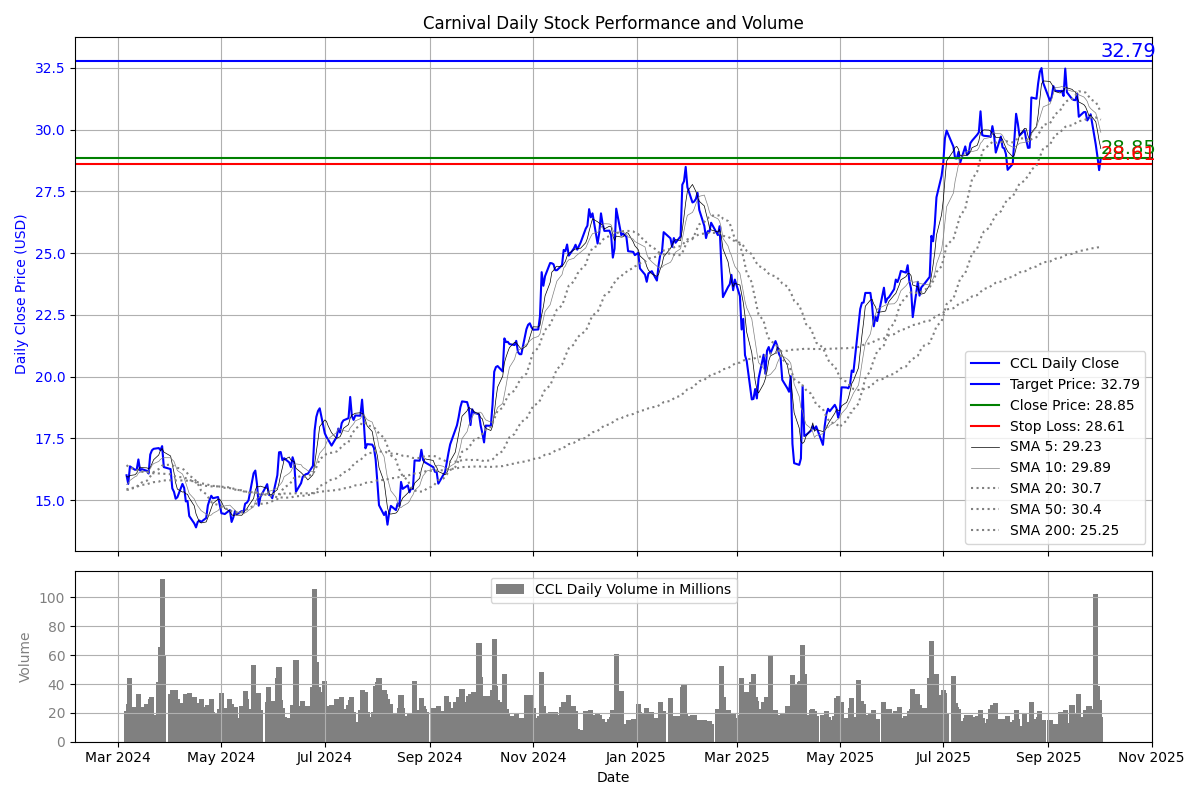 Carnival Daily Stock Performance and Volume
Daily Close Price (USD)
32.5
30.0
27.5
25.0
22.5
20.0
17.5
15.0
32.79
28.85
28.61
CCL Daily Close
Target Price: 32.79
Close Price: 28.85
Stop Loss: 28.61
SMA 5: 29.23
SMA 10: 29.89
SMA 20: 30.7
SMA 50: 30.4
SMA 200: 25.25
Volume
100
80
60
40
20
0
CCL Daily Volume in Millions
Mar 2024 May 2024 Jul 2024 Sep 2024 Nov 2024 Jan 2025 Mar 2025 May 2025 Jul 2025 Sep 2025 Nov 2025
Date